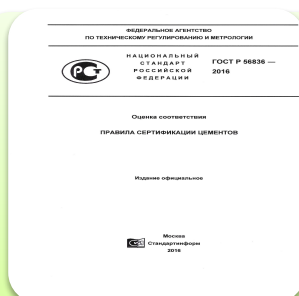 ФЕДЕРАЛЬНОЕ АГЕНТСТВО
ПО ТЕХНИЧЕСКОМУ РЕГУЛИРОВАНИЮ И МЕТРОЛОГИИ
НАЦИОНАЛЬНЫЙ
СТАНДАРТ
РОССИЙСКОЙ
ФЕДЕРАЦИИ
ГОСТ Р 56836 —
2016
Оценка соответствия
ПРАВИЛА СЕРТИФИКАЦИИ ЦЕМЕНТОВ
Издание официальное
Москва
Стандартинформ
2016